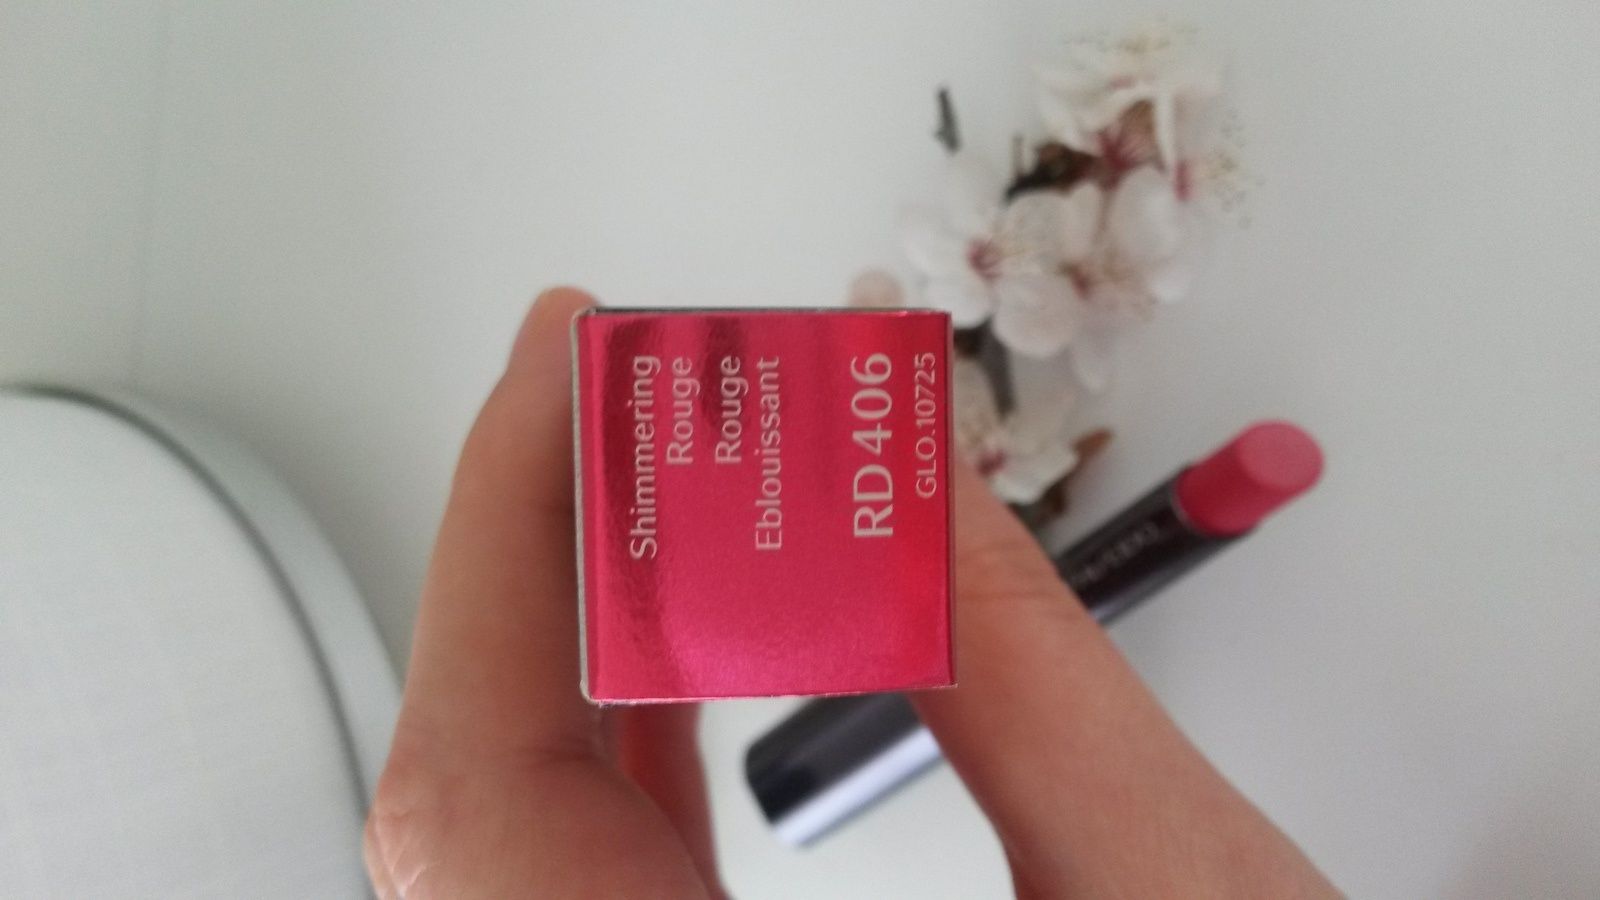 Shimmering
Rouge
Rouge
Eblouissant
RD406
GLO.10725